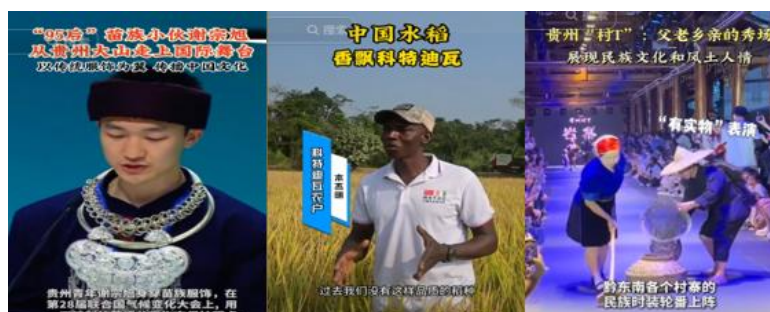 “95后”苗族小伙谢宗旭
从贵州大山走上国际舞台
以传统服饰为翼 传播中国文化
贵州青年谢宗旭身穿苗族服饰，在
第28届联合国气候变化大会上，用
搜索
中国水稻
香飘科特迪瓦
科特迪瓦农户
过去我们没有这样品质的稻种
贵州“村T”：父老乡亲的秀场
展现民族文化和风土人情
“有实物”表演
黔东南各个村寨的
民族时装轮番上阵